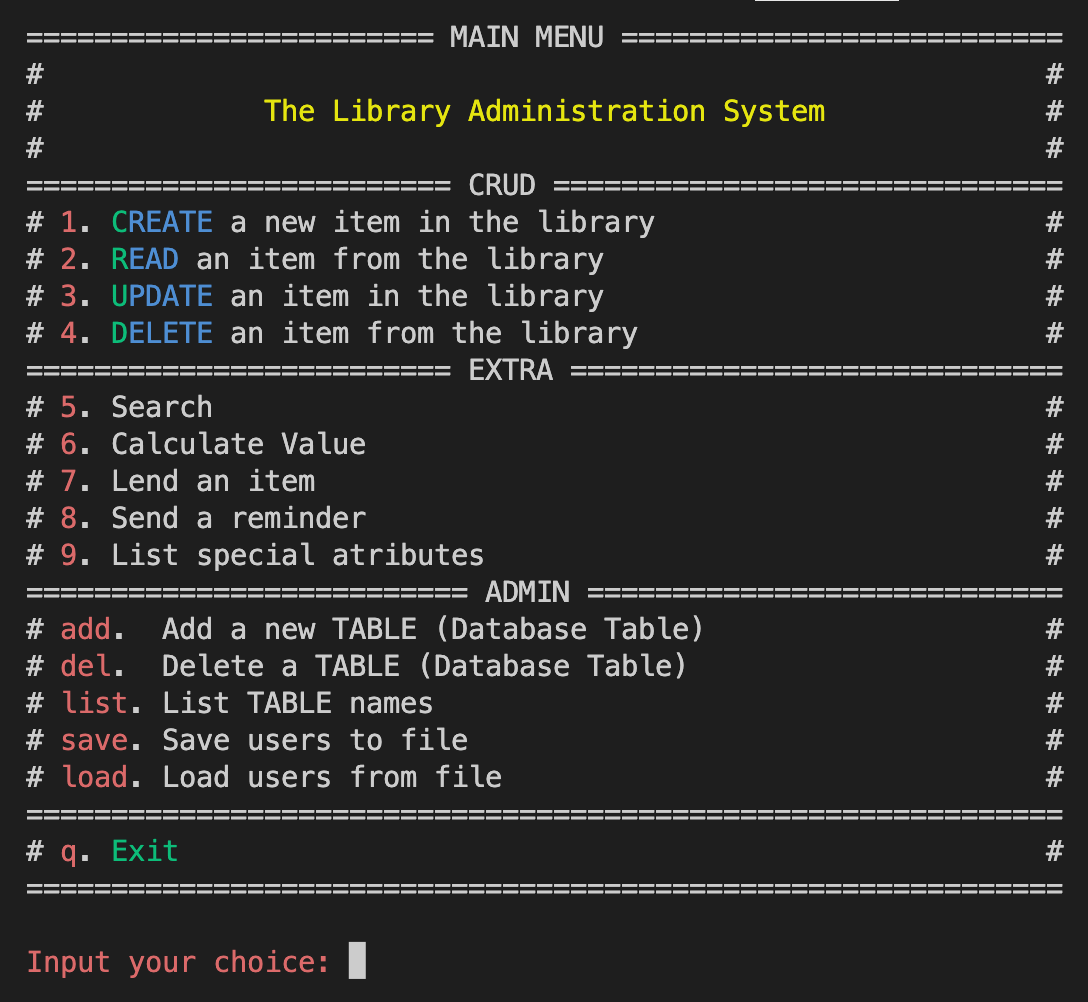 ======================== MAIN MENU ==========================
#                                                           #
#             The Library Administration System             #
#                                                           #
========================= CRUD ==============================
# 1. CREATE a new item in the library                       #
# 2. READ an item from the library                          #
# 3. UPDATE an item in the library                          #
# 4. DELETE an item from the library                        #
========================= EXTRA =============================
# 5. Search                                                 #
# 6. Calculate Value                                        #
# 7. Lend an item                                           #
# 8. Send a reminder                                        #
# 9. List special atributes                                 #
========================== ADMIN ============================
# add.  Add a new TABLE (Database Table)                    #
# del.  Delete a TABLE (Database Table)                     #
# list. List TABLE names                                    #
# save. Save users to file                                  #
# load. Load users from file                                #
=============================================================
# q. Exit                                                   #
=============================================================
Input your choice: